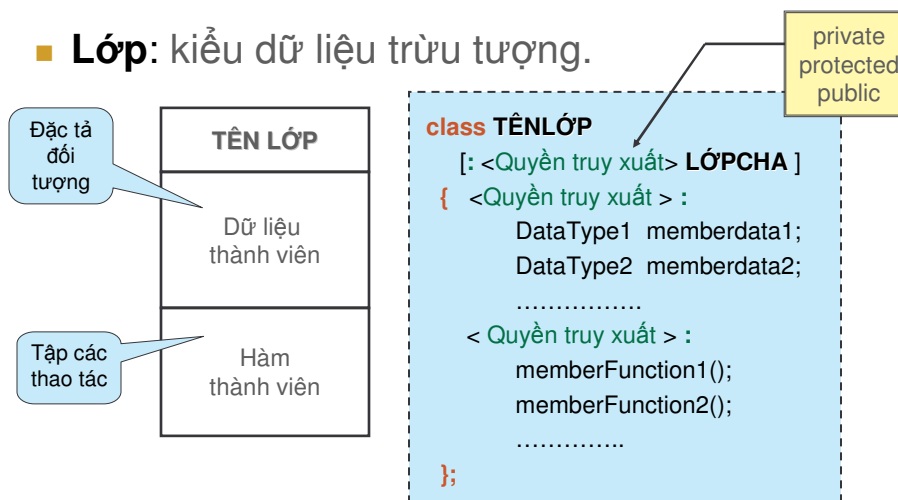 Lớp: kiểu dữ liệu trừu tượng.
private
protected
public
Đặc tả
đối
tượng
TÊN LỚP
Dữ liệu
thành viên
Tập các
thao tác
Hàm
thành viên
class TÊNLỚP
[: <Quyền truy xuất> LỚPCHA ]
{ <Quyền truy xuất > :
DataType1 memberdata1;
DataType2 memberdata2;
…………….
< Quyền truy xuất > :
memberFunction1();
memberFunction2();
…………..
};